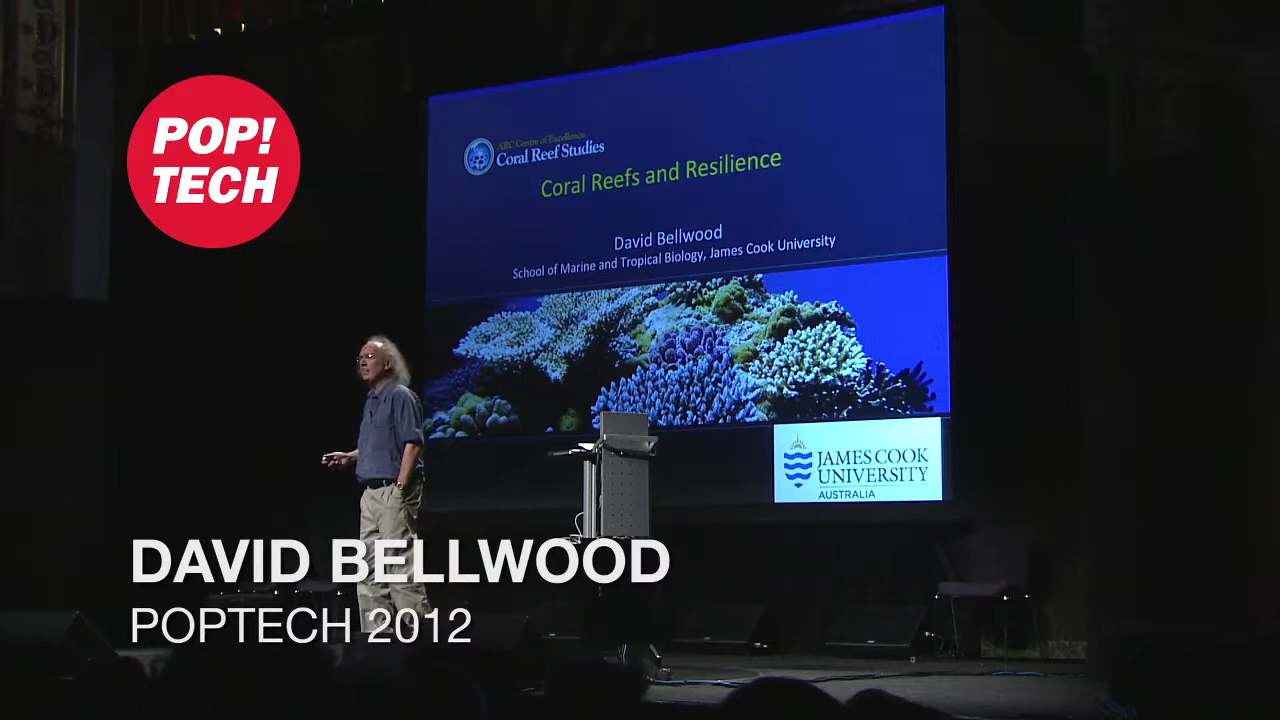 POP!
TECH
ARC Centre of Excellence
Coral Reef Studies
Coral Reefs and Resilience
David Bellwood
School of Marine and Tropical Biology, James Cook University
JAMES COOK
UNIVERSITY
AUSTRALIA
DAVID BELLWOOD
POPTECH 2012